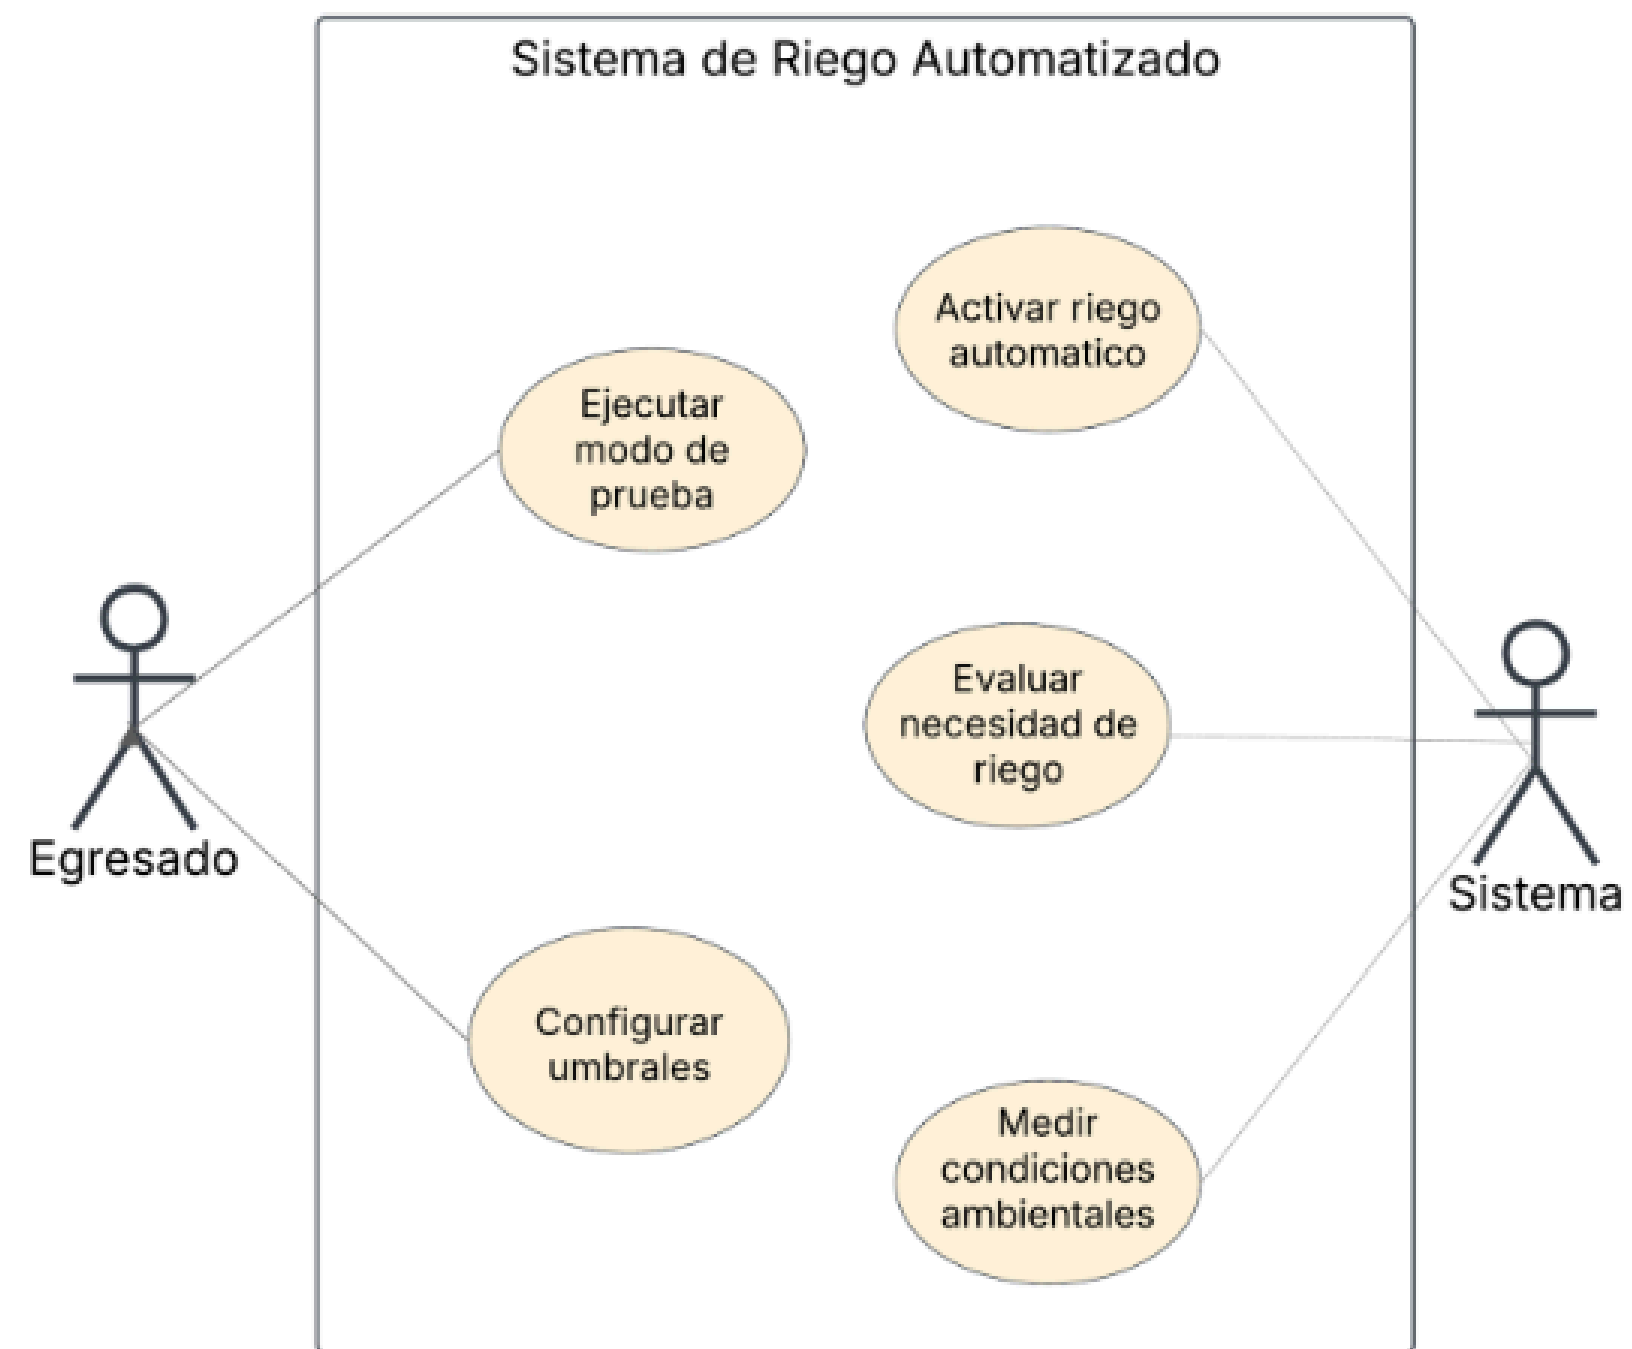 Sistema de Riego Automatizado
Activar riego
automatico
Ejecutar
modo de
prueba
Evaluar
necesidad de
riego
Egresado
Sistema
Configurar
umbrales
Medir
condiciones
ambientales